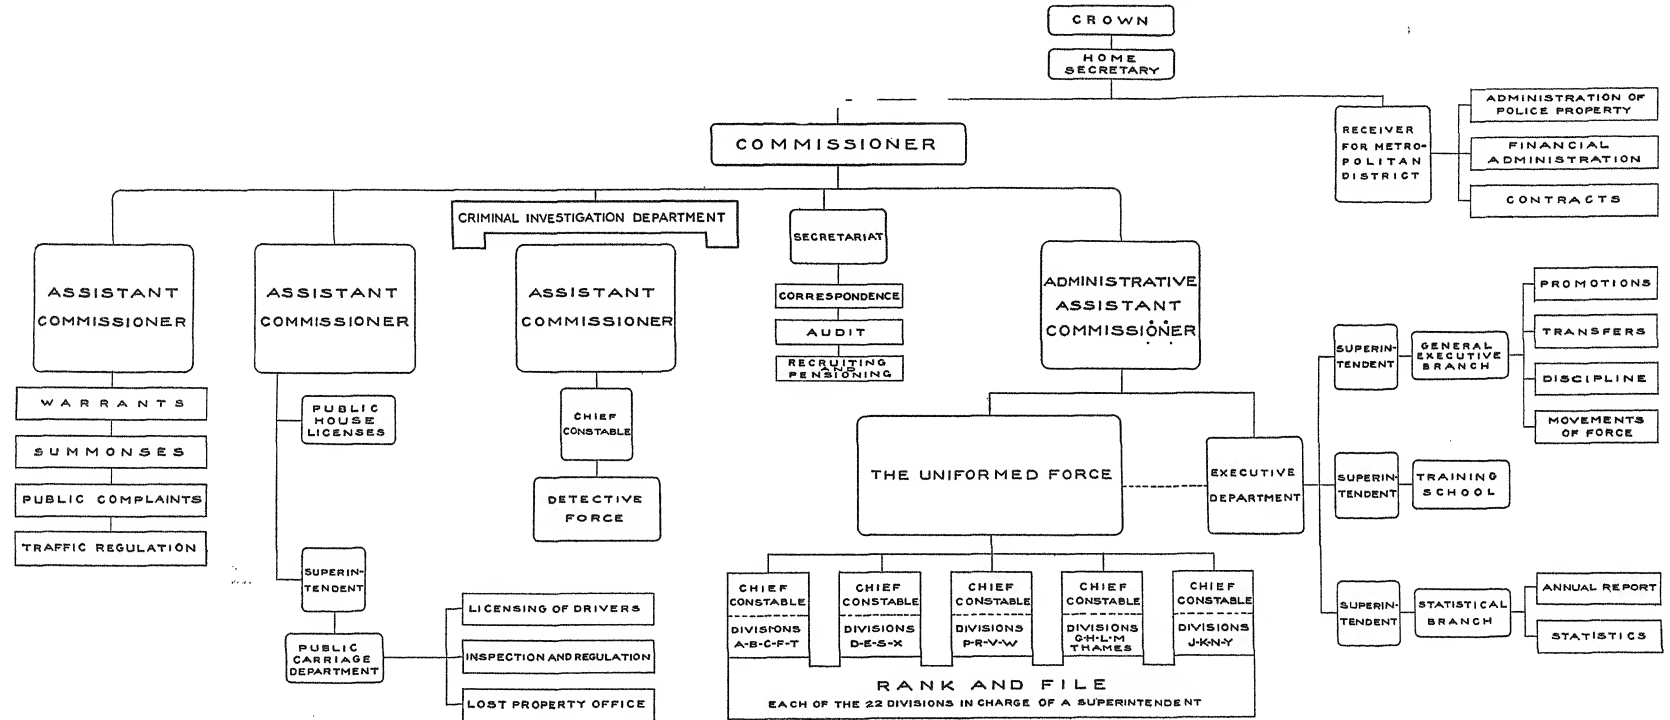 CROWN
HOME
SECRETARY
COMMISSIONER
RECEIVER
FOR METRO-
POLITAN
DISTRICT
ADMINISTRATION OF
POLICE PROPERTY
FINANCIAL
ADMINISTRATION
CONTRACTS
ASSISTANT
COMMISSIONER
WARRANTS
SUMMONSES
PUBLIC COMPLAINTS
TRAFFIC REGULATION
ASSISTANT
COMMISSIONER
PUBLIC
HOUSE
LICENSES
SUPERIN-
TENDENT
PUBLIC
CARRIAGE
DEPARTMENT
LICENSING OF DRIVERS
INSPECTION AND REGULATION
LOST PROPERTY OFFICE
CRIMINAL INVESTIGATION DEPARTMENT
ASSISTANT
COMMISSIONER
CHIEF
CONSTABLE
DETECTIVE
FORCE
SECRETARIAT
CORRESPONDENCE
AUDIT
RECRUITING
AND
PENSIONING
ADMINISTRATIVE
ASSISTANT
COMMISSIONER
THE UNIFORMED FORCE
EXECUTIVE
DEPARTMENT
SUPERIN-
TENDENT
GENERAL
EXECUTIVE
BRANCH
PROMOTIONS
TRANSFERS
DISCIPLINE
MOVEMENTS
OF FORCE
SUPERIN-
TENDENT
TRAINING
SCHOOL
SUPERIN-
TENDENT
STATISTICAL
BRANCH
ANNUAL REPORT
STATISTICS
CHIEF
CONSTABLE
DIVISIONS
A-B-C-F-T
CHIEF
CONSTABLE
DIVISIONS
D-E-S-X
CHIEF
CONSTABLE
DIVISIONS
P-R-V-W
CHIEF
CONSTABLE
DIVISIONS
G-H-L-M
THAMES
CHIEF
CONSTABLE
DIVISIONS
J-K-N-Y
RANK AND FILE
EACH OF THE 22 DIVISIONS IN CHARGE OF A SUPERINTENDENT